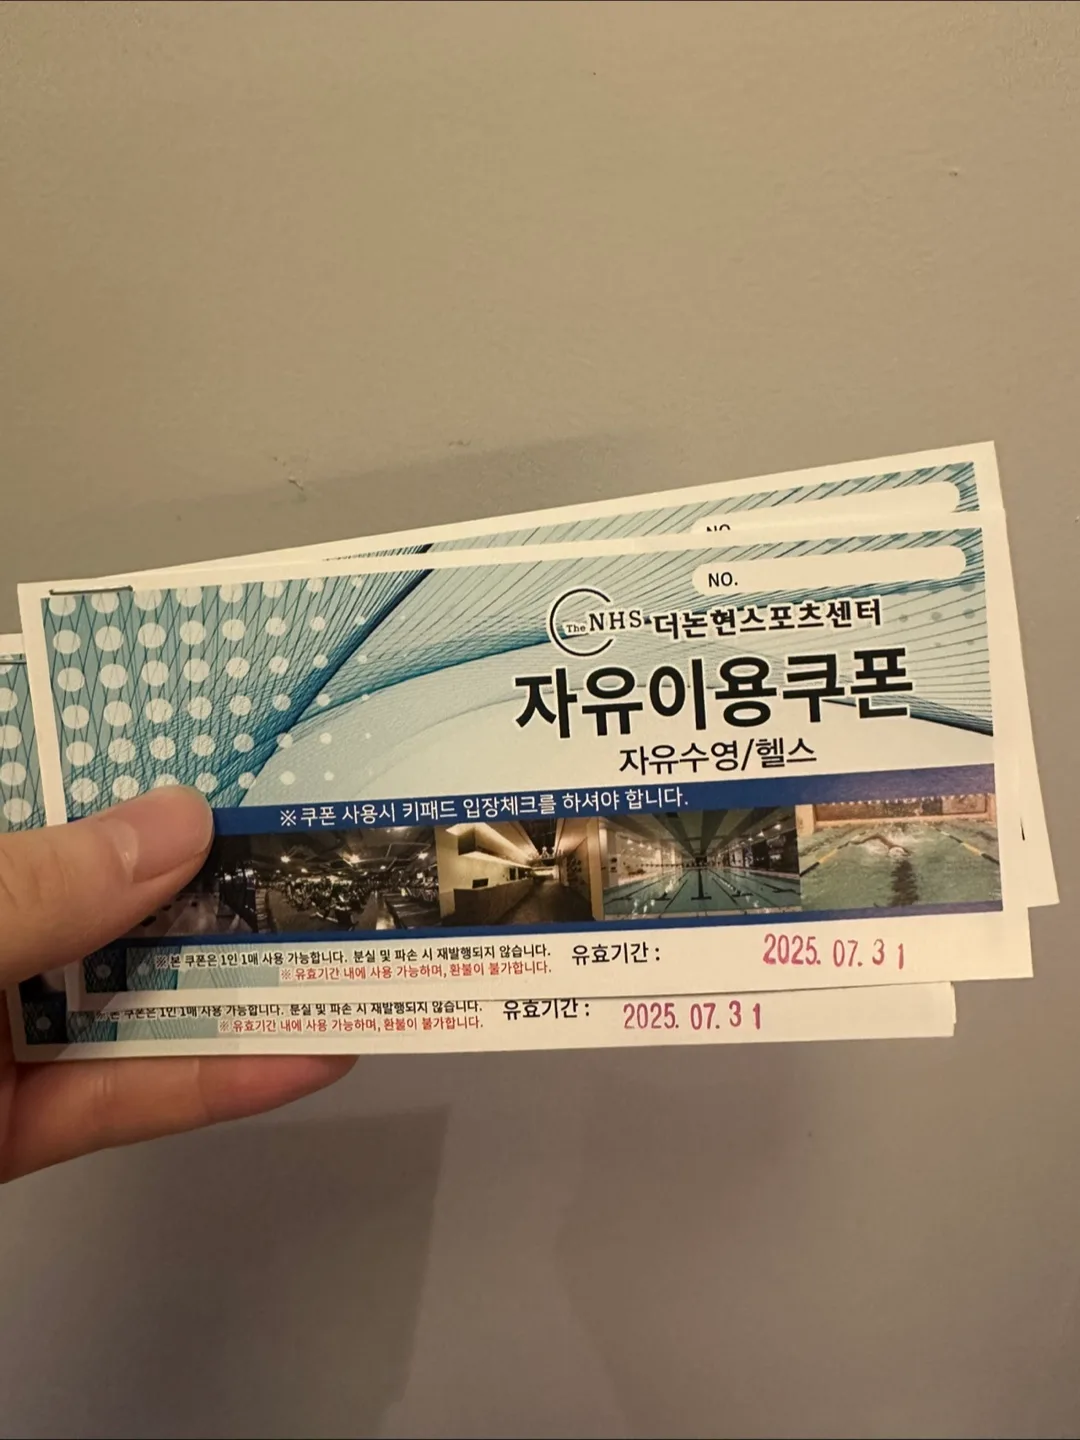 NO.
NO.
The NHS 더논현스포츠센터
자유이용쿠폰
자유수영/헬스
※ 쿠폰 사용시 키패드 입장체크를 하셔야 합니다.
※ 본 쿠폰은 1인 1매 사용 가능합니다. 분실 및 파손 시 재발행되지 않습니다.
※ 유효기간 내에 사용 가능하며, 환불이 불가합니다.
유효기간 : 2025. 07. 31
※ 본 쿠폰은 1인 1매 사용 가능합니다. 분실 및 파손 시 재발행되지 않습니다.
※ 유효기간 내에 사용 가능하며, 환불이 불가합니다.
유효기간 : 2025. 07. 31